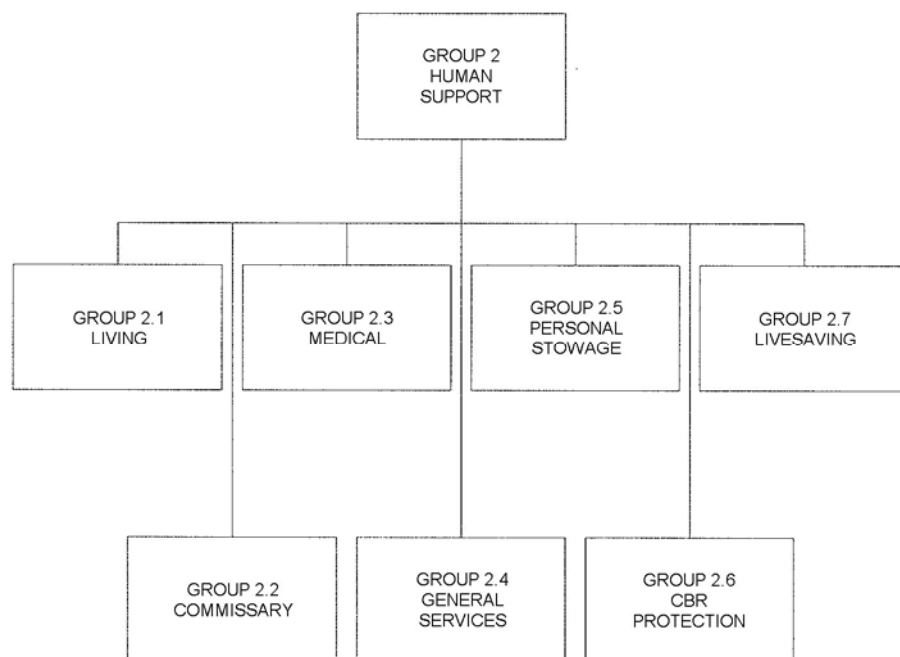 GROUP 2
HUMAN
SUPPORT
GROUP 2.1
LIVING
GROUP 2.3
MEDICAL
GROUP 2.5
PERSONAL
STOWAGE
GROUP 2.7
LIVESAVING
GROUP 2.2
COMMISSARY
GROUP 2.4
GENERAL
SERVICES
GROUP 2.6
CBR
PROTECTION